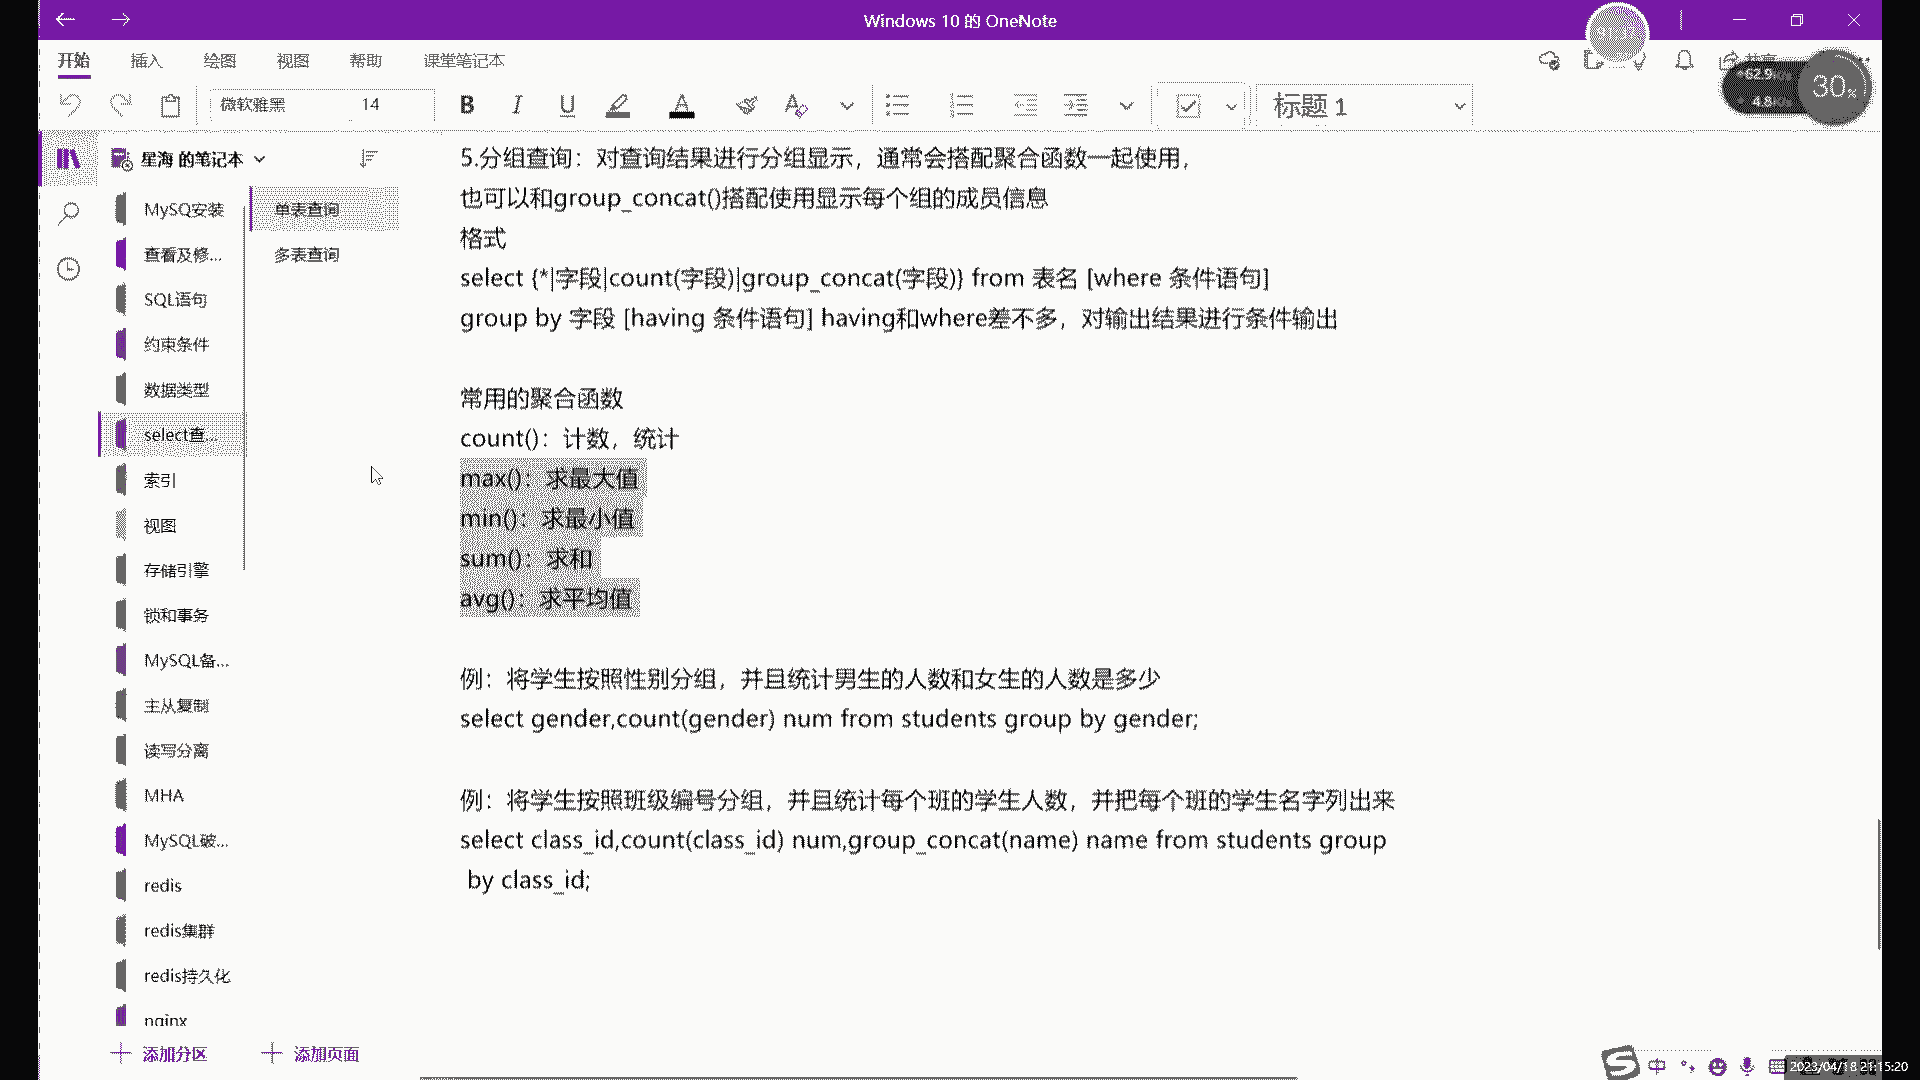 Windows 10 的 OneNote
开始 插入 绘图 视图 帮助 课堂笔记本
微软雅黑 14 B I U A 标题 1
62.9
4.8
30%
星海 的笔记本
MySQ安装
查看及修...
SQL语句
约束条件
数据类型
select查...
索引
视图
存储引擎
锁和事务
MySQL备...
主从复制
读写分离
MHA
MySQL破...
redis
redis集群
redis持久化
nginx
添加分区
单表查询
多表查询
添加页面
5.分组查询：对查询结果进行分组显示，通常会搭配聚合函数一起使用，
也可以和group_concat()搭配使用显示每个组的成员信息
格式
select {*|字段|count(字段)|group_concat(字段)} from 表名 [where 条件语句]
group by 字段 [having 条件语句] having和where差不多，对输出结果进行条件输出
常用的聚合函数
count()：计数，统计
max()：求最大值
min()：求最小值
sum()：求和
avg()：求平均值
例：将学生按照性别分组，并且统计男生的人数和女生的人数是多少
select gender,count(gender) num from students group by gender;
例：将学生按照班级编号分组，并且统计每个班的学生人数，并把每个班的学生名字列出来
select class_id,count(class_id) num,group_concat(name) name from students group
by class_id;
中
2023/04/18 21:15:20